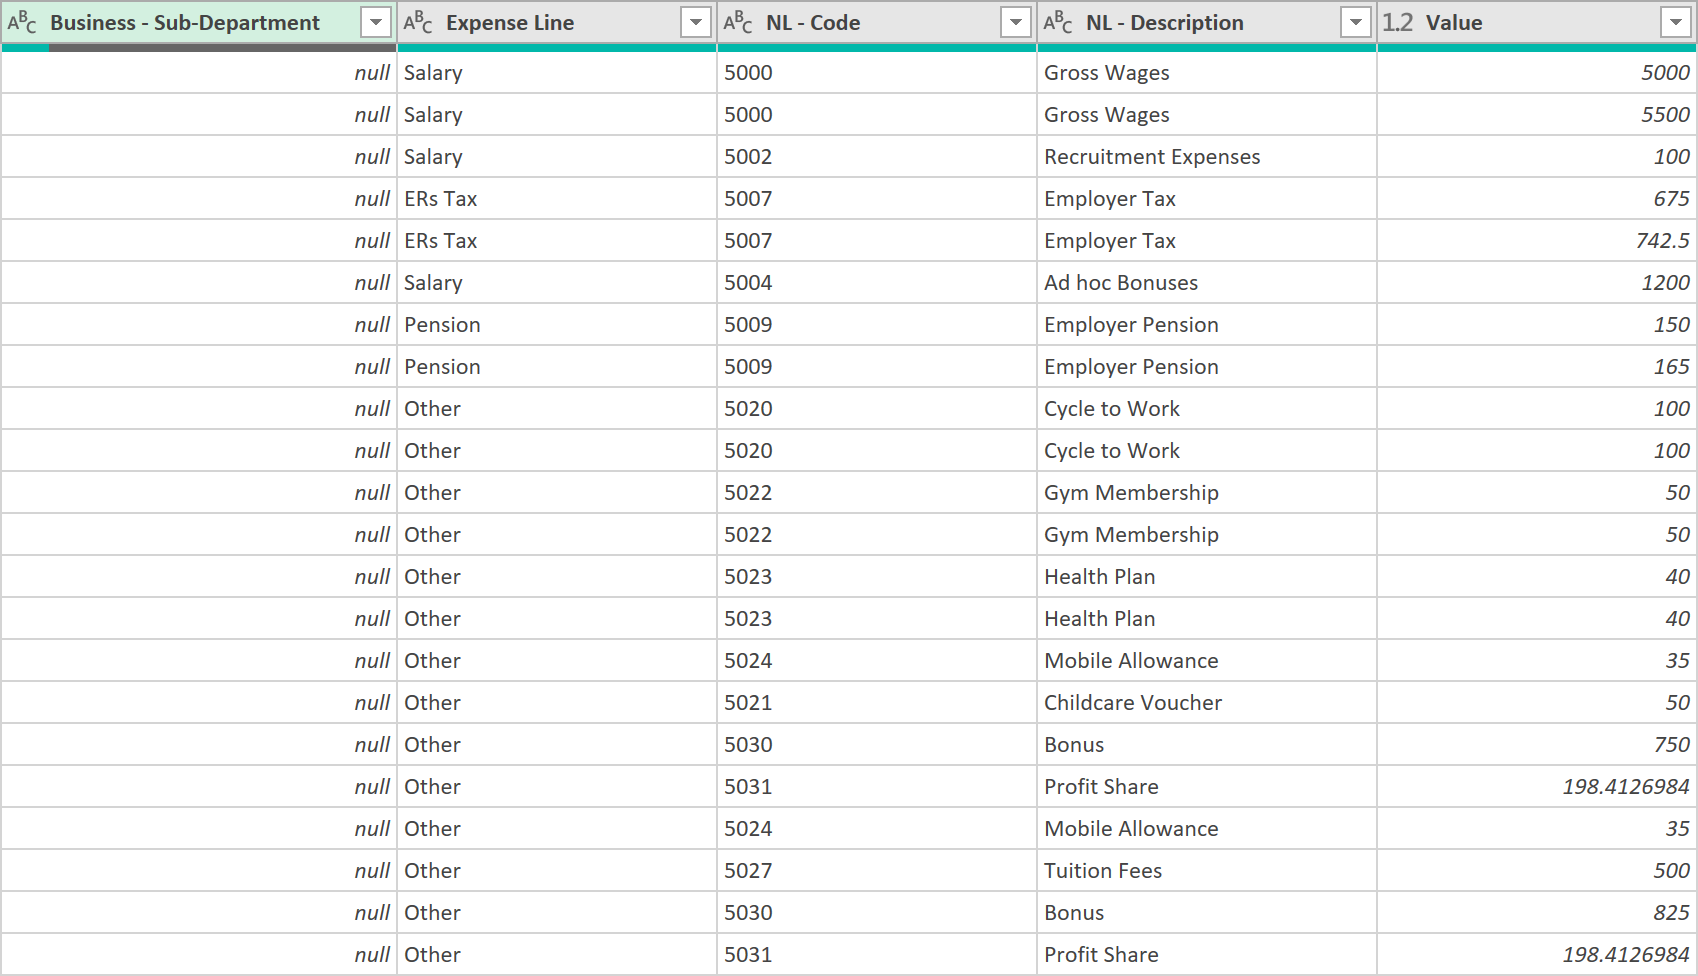 ABC Business - Sub-Department ABC Expense Line ABC NL - Code ABC NL - Description 1.2 Value
null Salary 5000 Gross Wages 5000
null Salary 5000 Gross Wages 5500
null Salary 5002 Recruitment Expenses 100
null ERs Tax 5007 Employer Tax 675
null ERs Tax 5007 Employer Tax 742.5
null Salary 5004 Ad hoc Bonuses 1200
null Pension 5009 Employer Pension 150
null Pension 5009 Employer Pension 165
null Other 5020 Cycle to Work 100
null Other 5020 Cycle to Work 100
null Other 5022 Gym Membership 50
null Other 5022 Gym Membership 50
null Other 5023 Health Plan 40
null Other 5023 Health Plan 40
null Other 5024 Mobile Allowance 35
null Other 5021 Childcare Voucher 50
null Other 5030 Bonus 750
null Other 5031 Profit Share 198.4126984
null Other 5024 Mobile Allowance 35
null Other 5027 Tuition Fees 500
null Other 5030 Bonus 825
null Other 5031 Profit Share 198.4126984